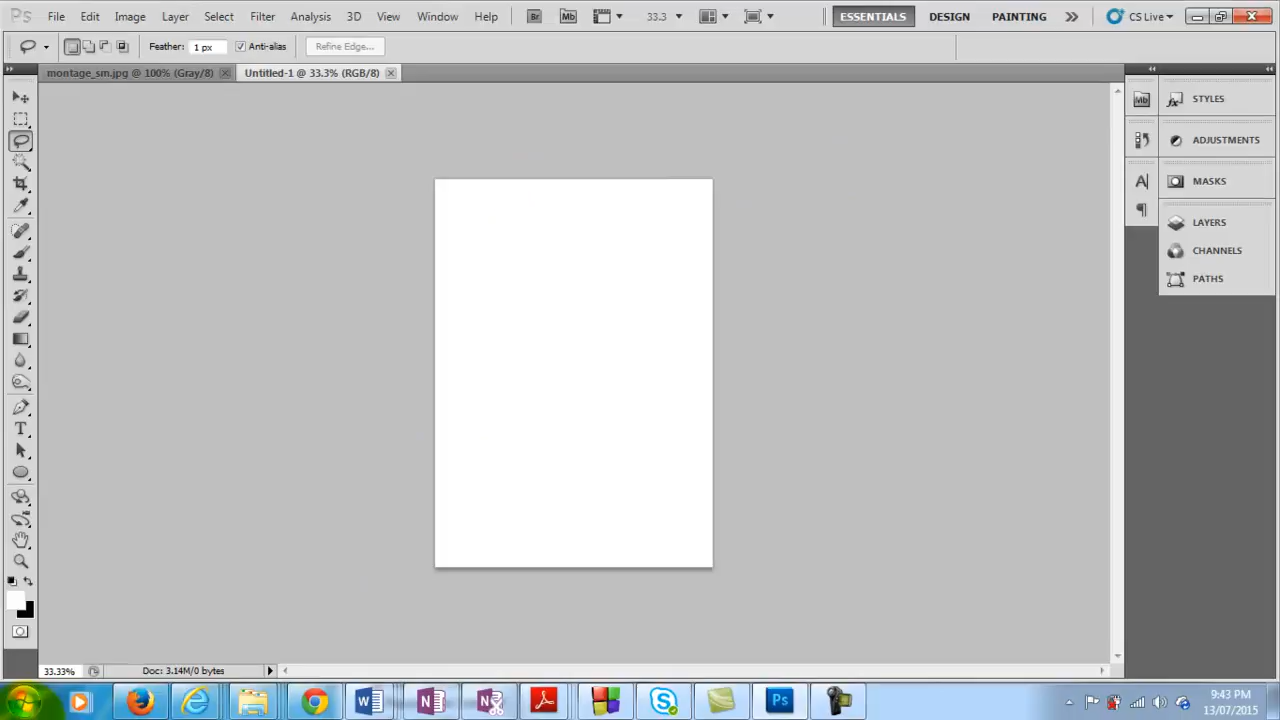 Ps File Edit Image Layer Select Filter Analysis 3D View Window Help Br Mb 33.3 ESSENTIALS DESIGN PAINTING CS Live
Feather: 1 px Anti-alias Refine Edge...
montage_sm.jpg @ 100% (Gray/8) Untitled-1 @ 33.3% (RGB/8)
Mb STYLES
ADJUSTMENTS
A MASKS
LAYERS
CHANNELS
PATHS
T
33.33% Doc: 3.14M/0 bytes
Ps
9:43 PM
13/07/2015